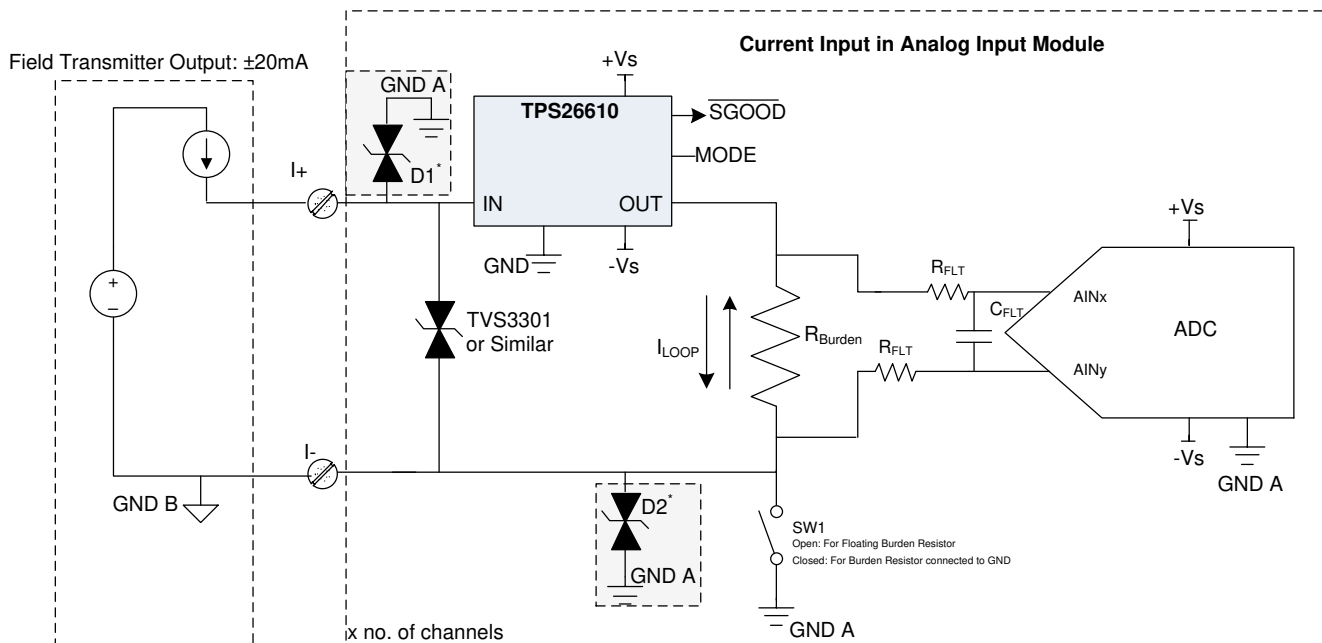 Current Input in Analog Input Module
Field Transmitter Output: ±20mA
GND A
D1*
I+
+Vs
TPS26610
SGOOD
MODE
IN
OUT
GND
-Vs
+
–
TVS3301
or Similar
ILOOP
RBurden
RFLT
RFLT
CFLT
+Vs
AINx
AINy
ADC
-Vs
GND A
I-
GND B
D2*
GND A
SW1
Open: For Floating Burden Resistor
Closed: For Burden Resistor connected to GND
GND A
x no. of channels